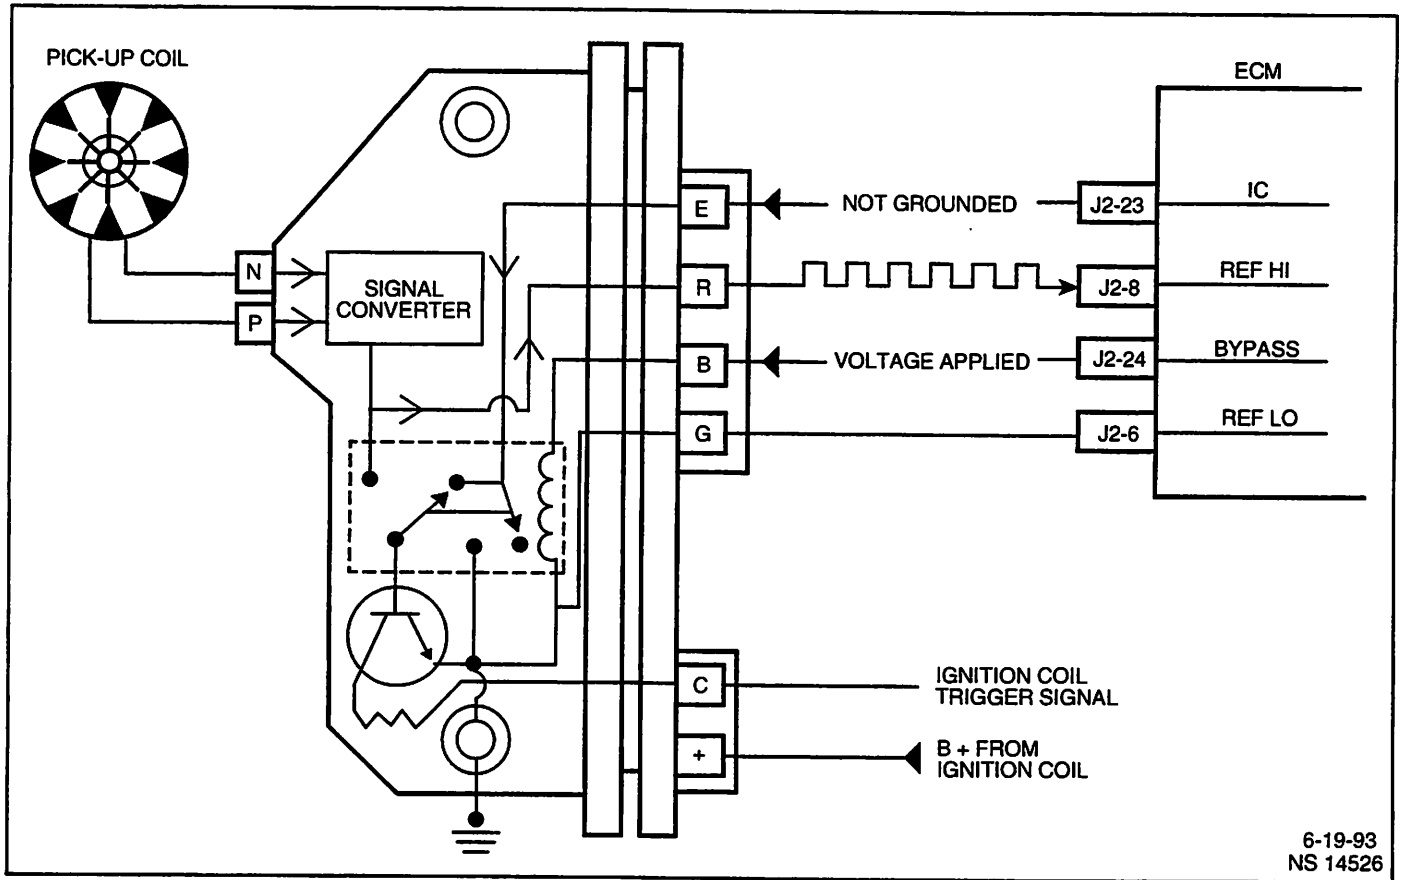 PICK-UP COIL
ECM
E
NOT GROUNDED
J2-23
IC
N
SIGNAL
CONVERTER
R
J2-8
REF HI
P
B
VOLTAGE APPLIED
J2-24
BYPASS
G
J2-6
REF LO
C
IGNITION COIL
TRIGGER SIGNAL
+
B + FROM
IGNITION COIL
6-19-93
NS 14526